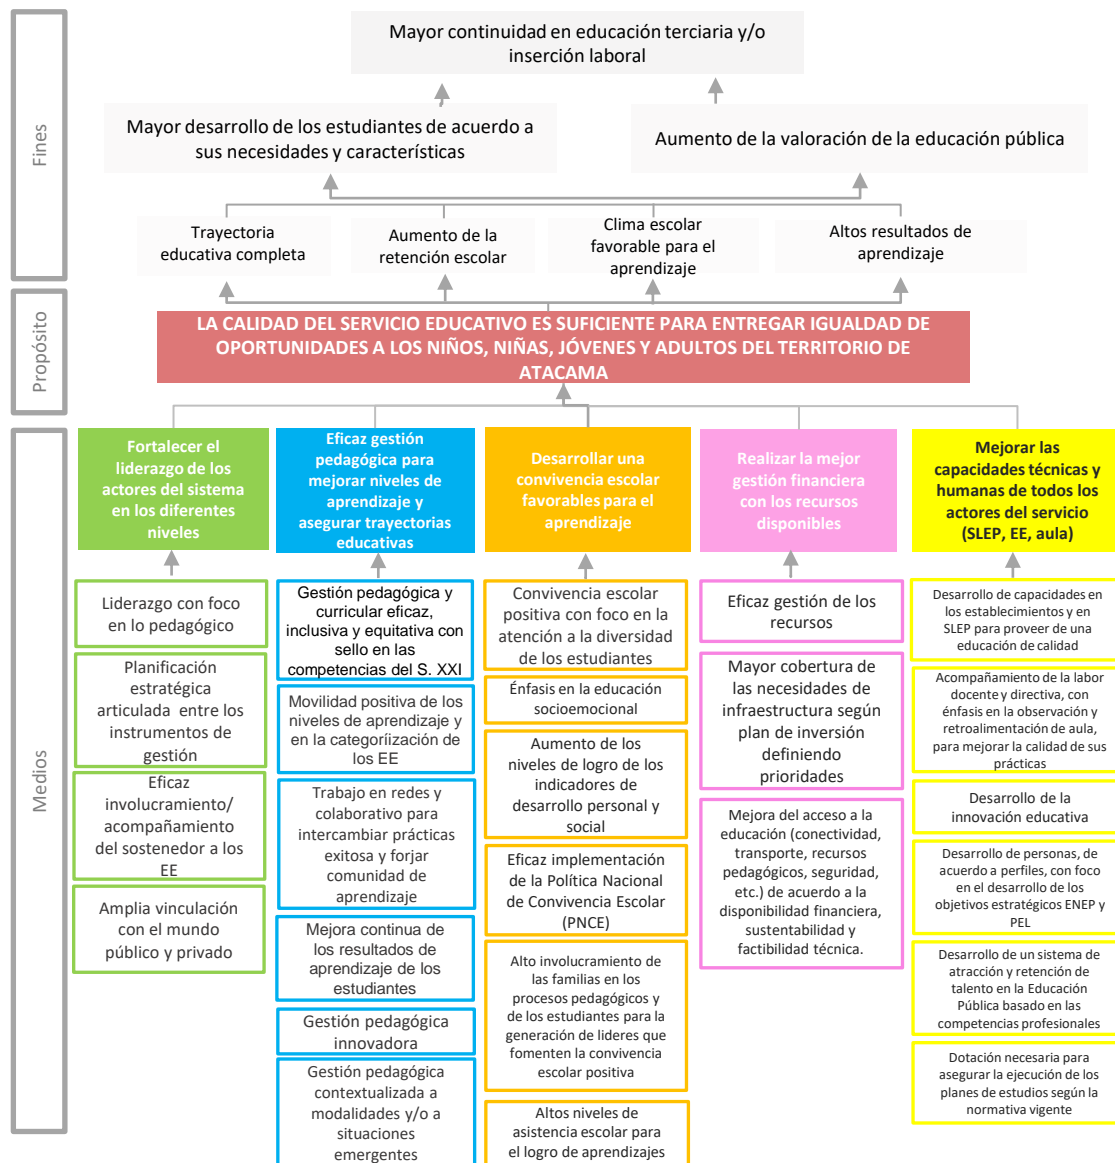 Fines
Mayor continuidad en educación terciaria y/o
inserción laboral
Mayor desarrollo de los estudiantes de acuerdo a
sus necesidades y características
Aumento de la valoración de la educación pública
Trayectoria
educativa completa
Aumento de la
retención escolar
Clima escolar
favorable para el
aprendizaje
Altos resultados de
aprendizaje
Propósito
LA CALIDAD DEL SERVICIO EDUCATIVO ES SUFICIENTE PARA ENTREGAR IGUALDAD DE
OPORTUNIDADES A LOS NIÑOS, NIÑAS, JÓVENES Y ADULTOS DEL TERRITORIO DE
ATACAMA
Medios
Fortalecer el
liderazgo de los
actores del sistema
en los diferentes
niveles
Liderazgo con foco
en lo pedagógico
Planificación
estratégica
articulada entre los
instrumentos de
gestión
Eficaz
involucramiento/
acompañamiento
del sostenedor a los
EE
Amplia vinculación
con el mundo
público y privado
Eficaz gestión
pedagógica para
mejorar niveles de
aprendizaje y
asegurar trayectorias
educativas
Gestión pedagógica y
curricular eficaz,
inclusiva y equitativa con
sello en las
competencias del S. XXI
Movilidad positiva de los
niveles de aprendizaje y
en la categoríización de
los EE
Trabajo en redes y
colaborativo para
intercambiar prácticas
exitosa y forjar
comunidad de
aprendizaje
Mejora continua de
los resultados de
aprendizaje de los
estudiantes
Gestión pedagógica
innovadora
Gestión pedagógica
contextualizada a
modalidades y/o a
situaciones
emergentes
Desarrollar una
convivencia escolar
favorables para el
aprendizaje
Convivencia escolar
positiva con foco en la
atención a la diversidad
de los estudiantes
Énfasis en la educación
socioemocional
Aumento de los
niveles de logro de los
indicadores de
desarrollo personal y
social
Eficaz implementación
de la Política Nacional
de Convivencia Escolar
(PNCE)
Alto involucramiento de
las familias en los
procesos pedagógicos y
de los estudiantes para la
generación de lideres que
fomenten la convivencia
escolar positiva
Altos niveles de
asistencia escolar para
el logro de aprendizajes
Realizar la mejor
gestión financiera
con los recursos
disponibles
Eficaz gestión de los
recursos
Mayor cobertura de
las necesidades de
infraestructura según
plan de inversión
definiendo
prioridades
Mejora del acceso a la
educación (conectividad,
transporte, recursos
pedagógicos, seguridad,
etc.) de acuerdo a la
disponibilidad financiera,
sustentabilidad y
factibilidad técnica.
Mejorar las
capacidades técnicas y
humanas de todos los
actores del servicio
(SLEP, EE, aula)
Desarrollo de capacidades en
los establecimientos y en
SLEP para proveer de una
educación de calidad
Acompañamiento de la labor
docente y directiva, con
énfasis en la observación y
retroalimentación de aula,
para mejorar la calidad de sus
prácticas
Desarrollo de la
innovación educativa
Desarrollo de personas, de
acuerdo a perfiles, con foco
en el desarrollo de los
objetivos estratégicos ENEP y
PEL
Desarrollo de un sistema de
atracción y retención de
talento en la Educación
Pública basado en las
competencias profesionales
Dotación necesaria para
asegurar la ejecución de los
planes de estudios según la
normativa vigente